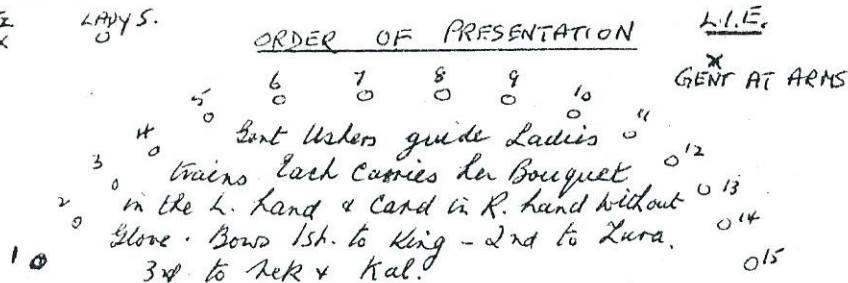 LADY S.
ORDER OF PRESENTATION
L.I.E.
GENT AT ARMS
1 2 3 4 5 6 7 8 9 10 11 12 13 14 15
Gent Ushers guide Ladies
trains Each Carries her Bouquet
in the L. hand & Card in R. hand without
Glove. Bows 1st. to King - 2nd to Zura.
3rd to Nek & Kal.